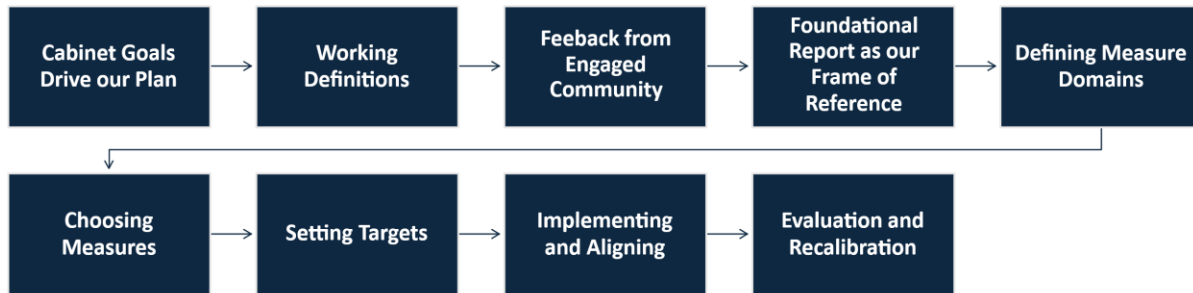 Cabinet Goals
Drive our Plan
Working
Definitions
Feeback from
Engaged
Community
Foundational
Report as our
Frame of
Reference
Defining Measure
Domains
Choosing
Measures
Setting Targets
Implementing
and Aligning
Evaluation and
Recalibration